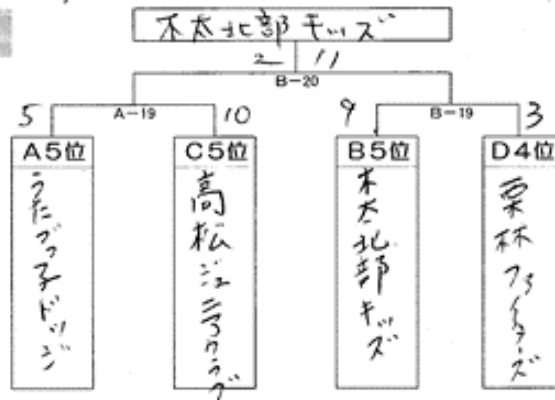 木太北部キッズ
2 11
B-20
5 A-19 10 9 B-19 3
A5位 C5位 B5位 D4位
うたづっ子ドッジ
高松ジュニアクラブ
木太北部キッズ
栗林ファイターズ